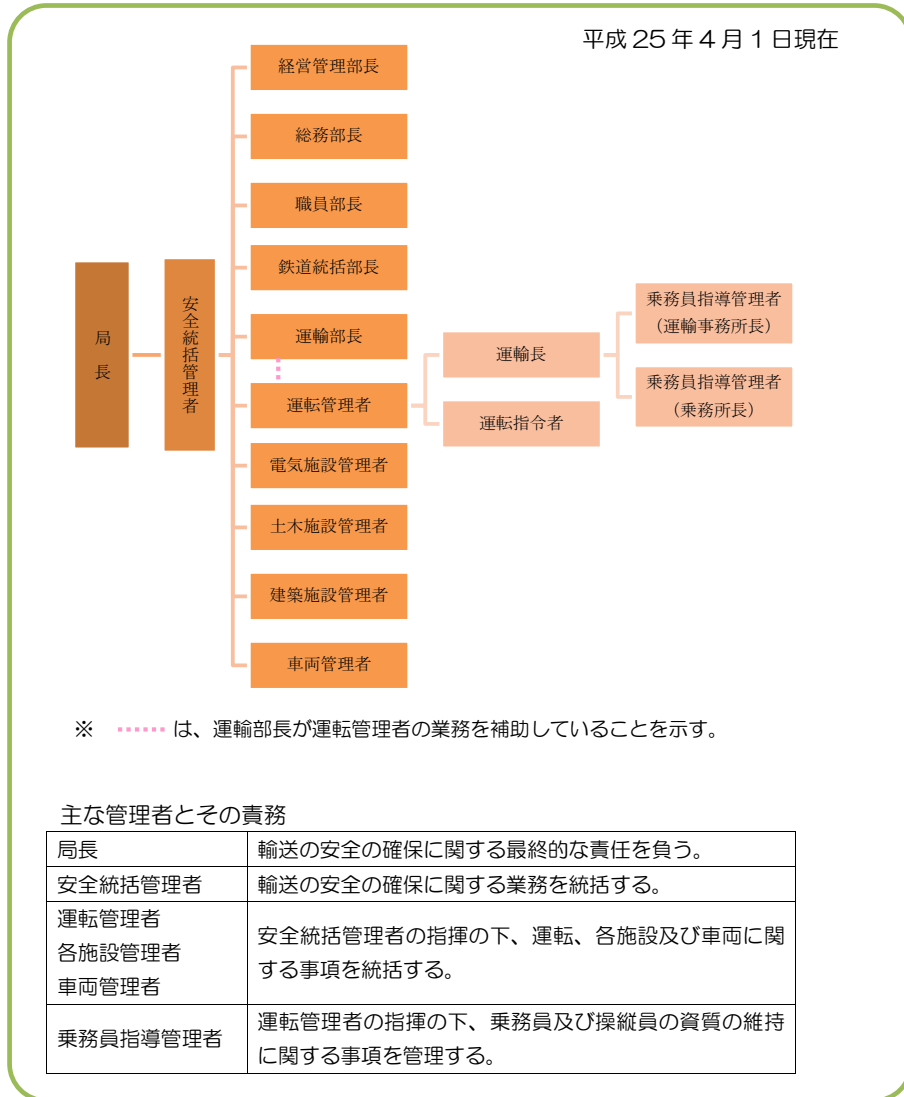 平成25年4月1日現在
局長
安全統括管理者
経営管理部長
総務部長
職員部長
鉄道統括部長
運輸部長
運転管理者
電気施設管理者
土木施設管理者
建築施設管理者
車両管理者
運輸長
運転指令者
乗務員指導管理者
(運輸事務所長)
乗務員指導管理者
(乗務所長)
※ ‥‥‥ は、運輸部長が運転管理者の業務を補助していることを示す。
主な管理者とその責務
局長 輸送の安全の確保に関する最終的な責任を負う。
安全統括管理者 輸送の安全の確保に関する業務を統括する。
運転管理者
各施設管理者
車両管理者
安全統括管理者の指揮の下、運転、各施設及び車両に関
する事項を統括する。
乗務員指導管理者
運転管理者の指揮の下、乗務員及び操縦員の資質の維持
に関する事項を管理する。